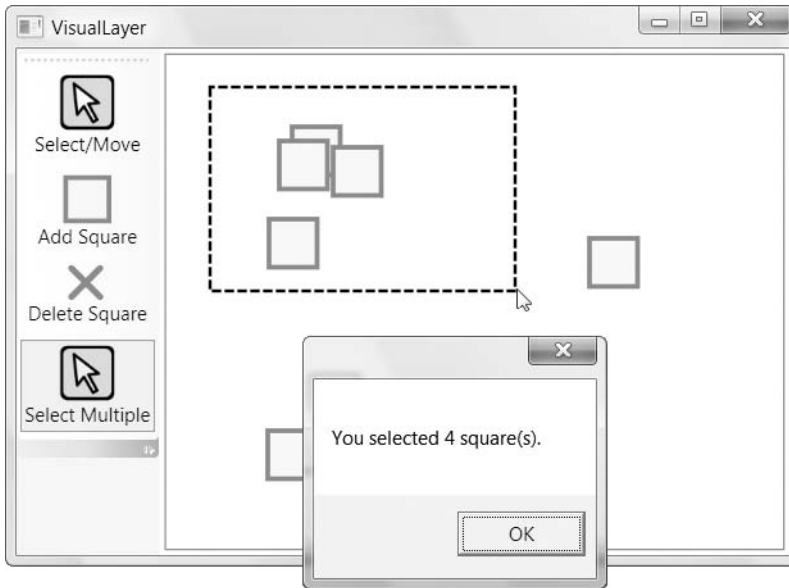 VisualLayer
Select/Move
Add Square
Delete Square
Select Multiple
You selected 4 square(s).
OK